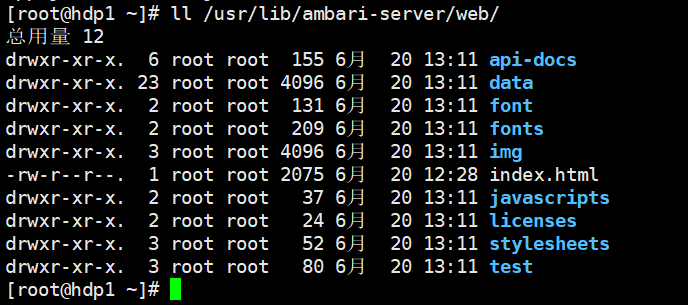 [root@hdp1 ~]# ll /usr/lib/ambari-server/web/
总用量 12
drwxr-xr-x.  6 root root  155 6月  20 13:11 api-docs
drwxr-xr-x. 23 root root 4096 6月  20 13:11 data
drwxr-xr-x.  2 root root  131 6月  20 13:11 font
drwxr-xr-x.  2 root root  209 6月  20 13:11 fonts
drwxr-xr-x.  3 root root 4096 6月  20 13:11 img
-rw-r--r--.  1 root root 2075 6月  20 12:28 index.html
drwxr-xr-x.  2 root root   37 6月  20 13:11 javascripts
drwxr-xr-x.  2 root root   24 6月  20 13:11 licenses
drwxr-xr-x.  3 root root   52 6月  20 13:11 stylesheets
drwxr-xr-x.  3 root root   80 6月  20 13:11 test
[root@hdp1 ~]#